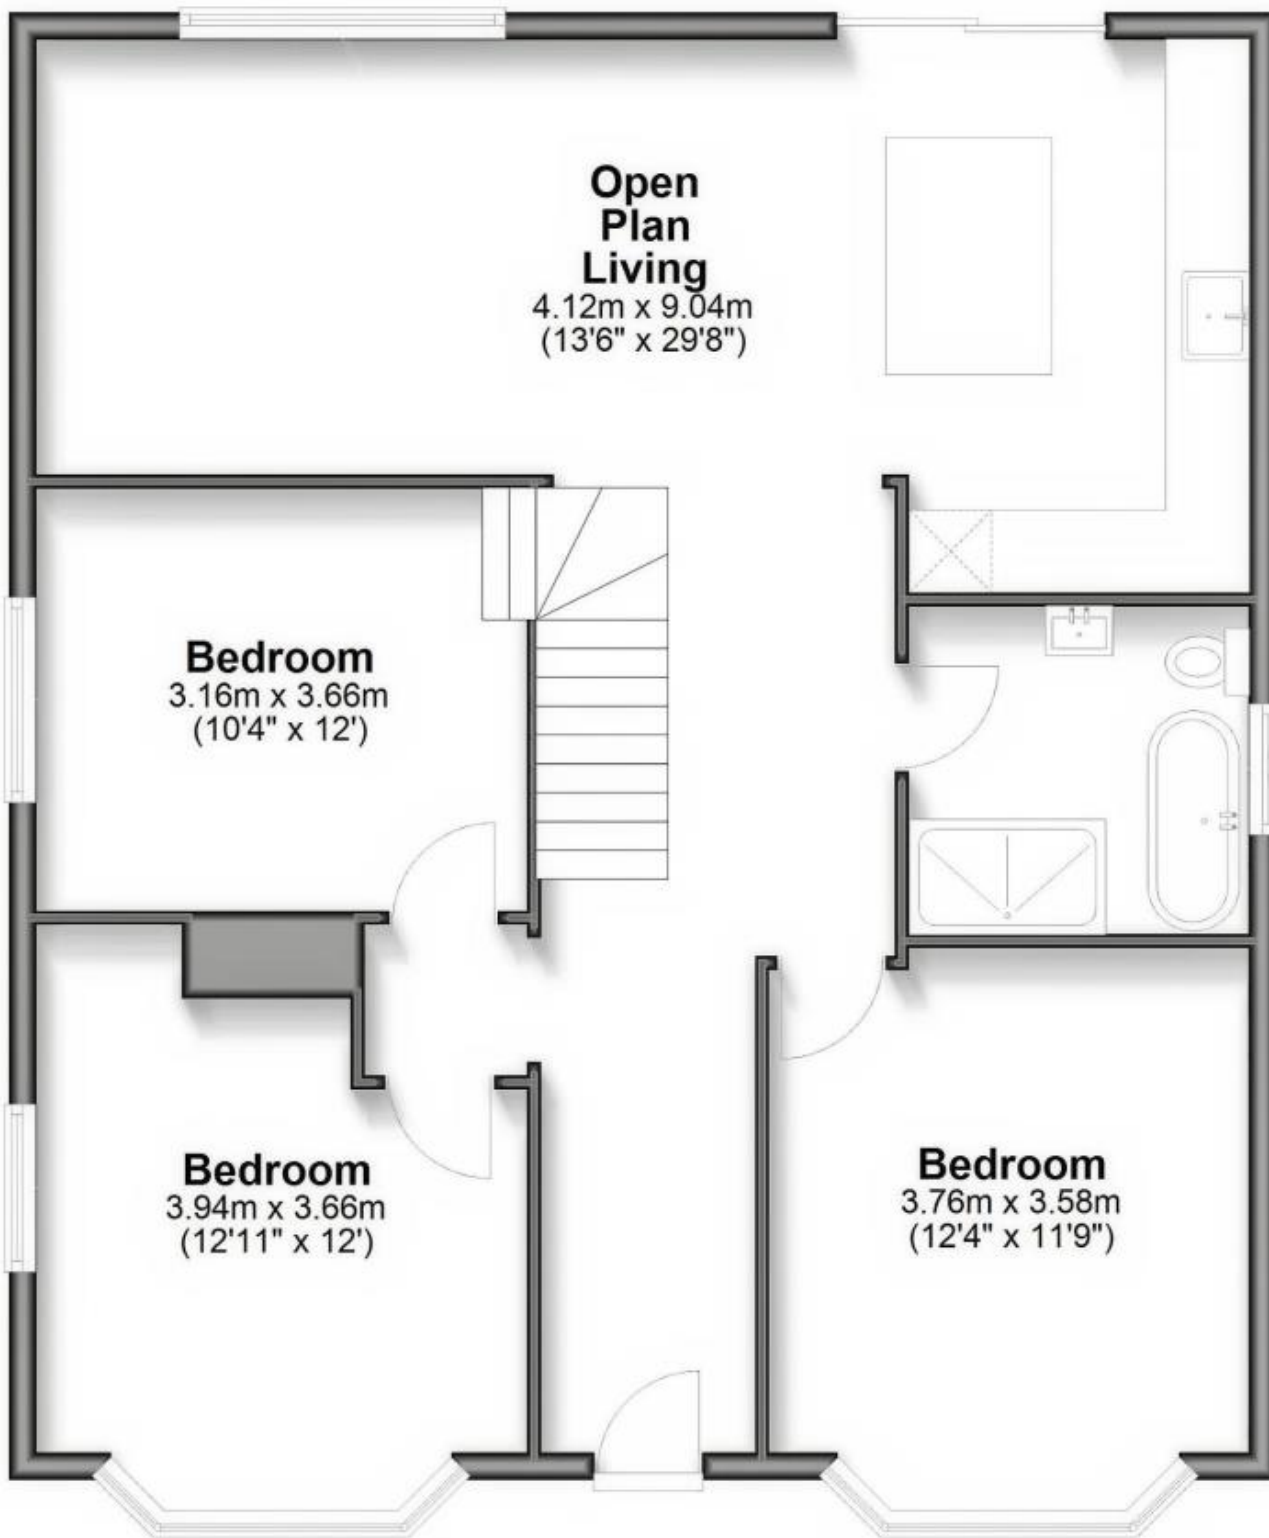 Open
Plan
Living
4.12m x 9.04m
(13'6" x 29'8")
Bedroom
3.16m x 3.66m
(10'4" x 12')
Bedroom
3.94m x 3.66m
(12'11" x 12')
Bedroom
3.76m x 3.58m
(12'4" x 11'9")